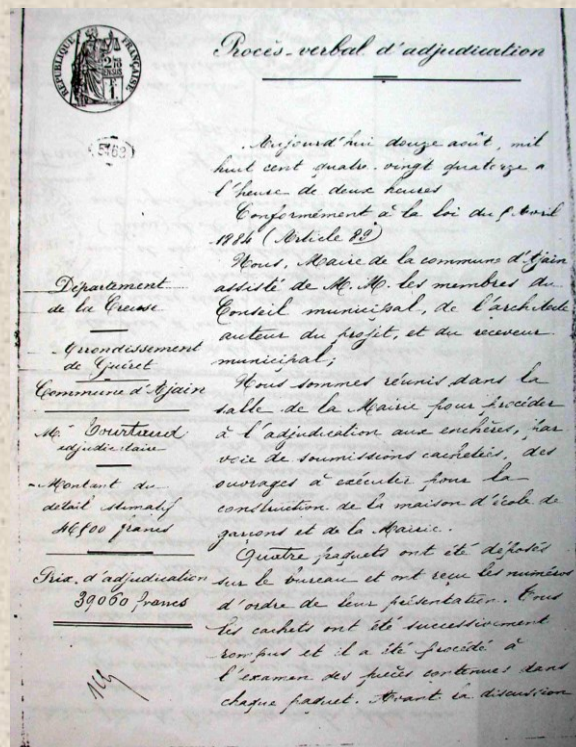 RÉPUBLIQUE FRANÇAISE
Procès-verbal d'adjudication
Aujourd'hui douze août, mil
huit cent quatre-vingt quatorze a
l'heure de deux heures
Conformément à la loi du 5 Avril
1884 (Article 89)
Nous, Maire de la commune d'Ajain
assisté de M. M. les membres du
Conseil municipal, de l'architecte
auteur du projet, et du receveur
municipal;
Nous sommes réunis dans la
salle de la Mairie pour procéder
à l'adjudication aux enchères, par
voie de soumissions cachetées, des
ouvrages à exécuter pour la
construction de la maison d'école de
garçons et de la Mairie.
Quatre paquets ont été déposés
sur le bureau et ont reçu les numéros
d'ordre de leur présentation. Tous
les cachets ont été successivement
rompus et il a été procédé à
l'examen des pièces contenues dans
chaque paquet. Avant la discussion
Département
de la Creuse
Arrondissement
de Guéret
Commune d'Ajain
Mr
adjudicataire
Montant du
détail estimatif
francs
Prix d'adjudication
39060 francs